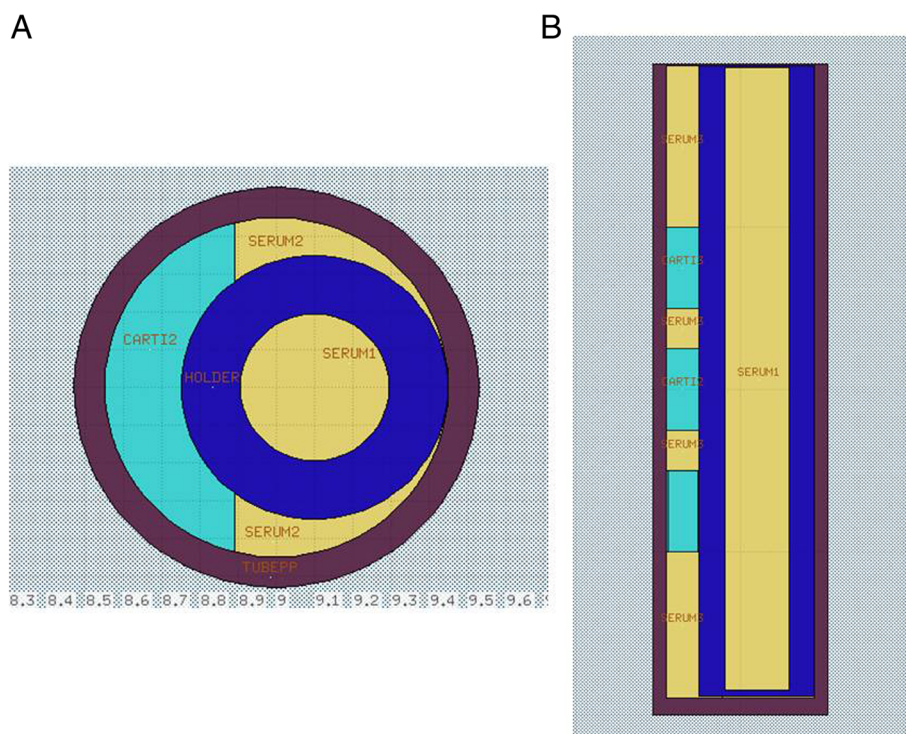 A
B
SERUM2
CARTI2
SERUM1
HOLDER
SERUM2
TUBEPP
8.3 8.4 8.5 8.6 8.7 8.8 8.9 9 9.1 9.2 9.3 9.4 9.5 9.6
SERUM3
CARTI3
SERUM3
SERUM1
CARTI2
SERUM3
SERUM3